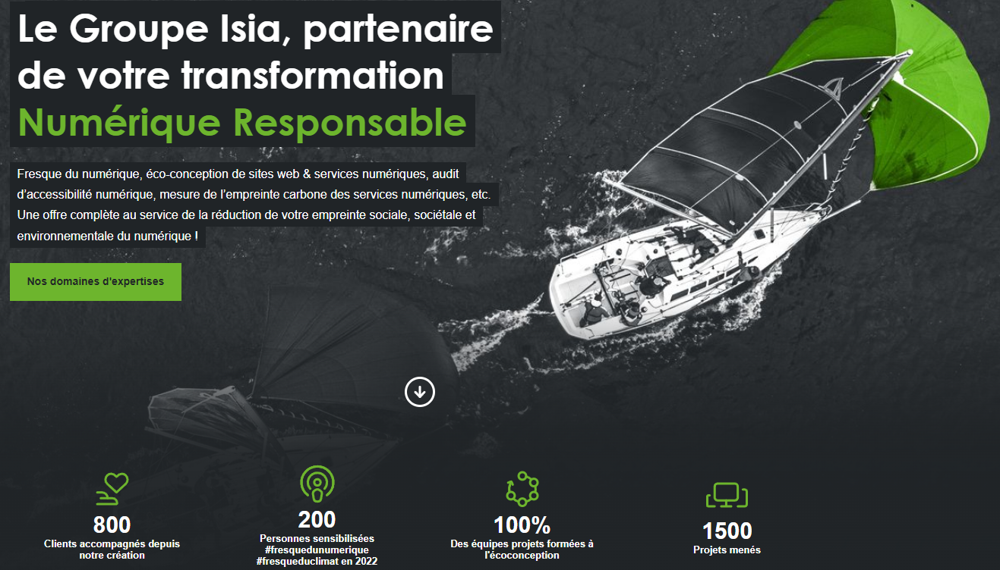 Le Groupe Isia, partenaire
de votre transformation
Numérique Responsable
Fresque du numérique, éco-conception de sites web & services numériques, audit
d’accessibilité numérique, mesure de l’empreinte carbone des services numériques, etc.
Une offre complète au service de la réduction de votre empreinte sociale, sociétale et
environnementale du numérique !
Nos domaines d'expertises
800
Clients accompagnés depuis
notre création
200
Personnes sensibilisées
#fresquedunumerique
#fresqueduclimat en 2022
100%
Des équipes projets formées à
l'écoconception
1500
Projets menés